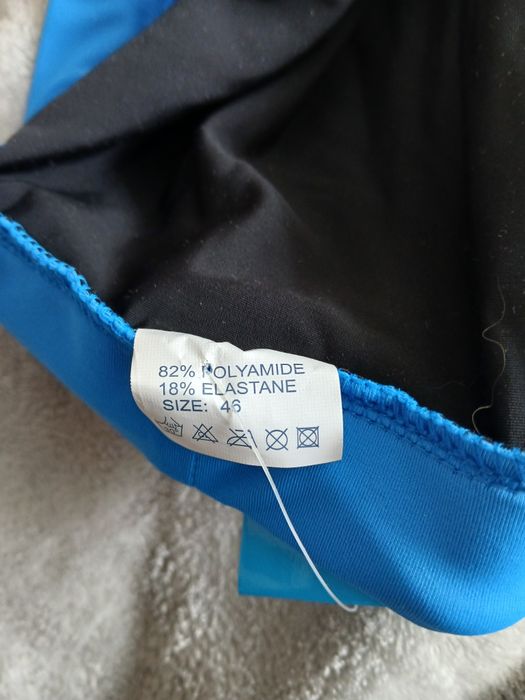 82% POLYAMIDE
18% ELASTANE
SIZE: 46